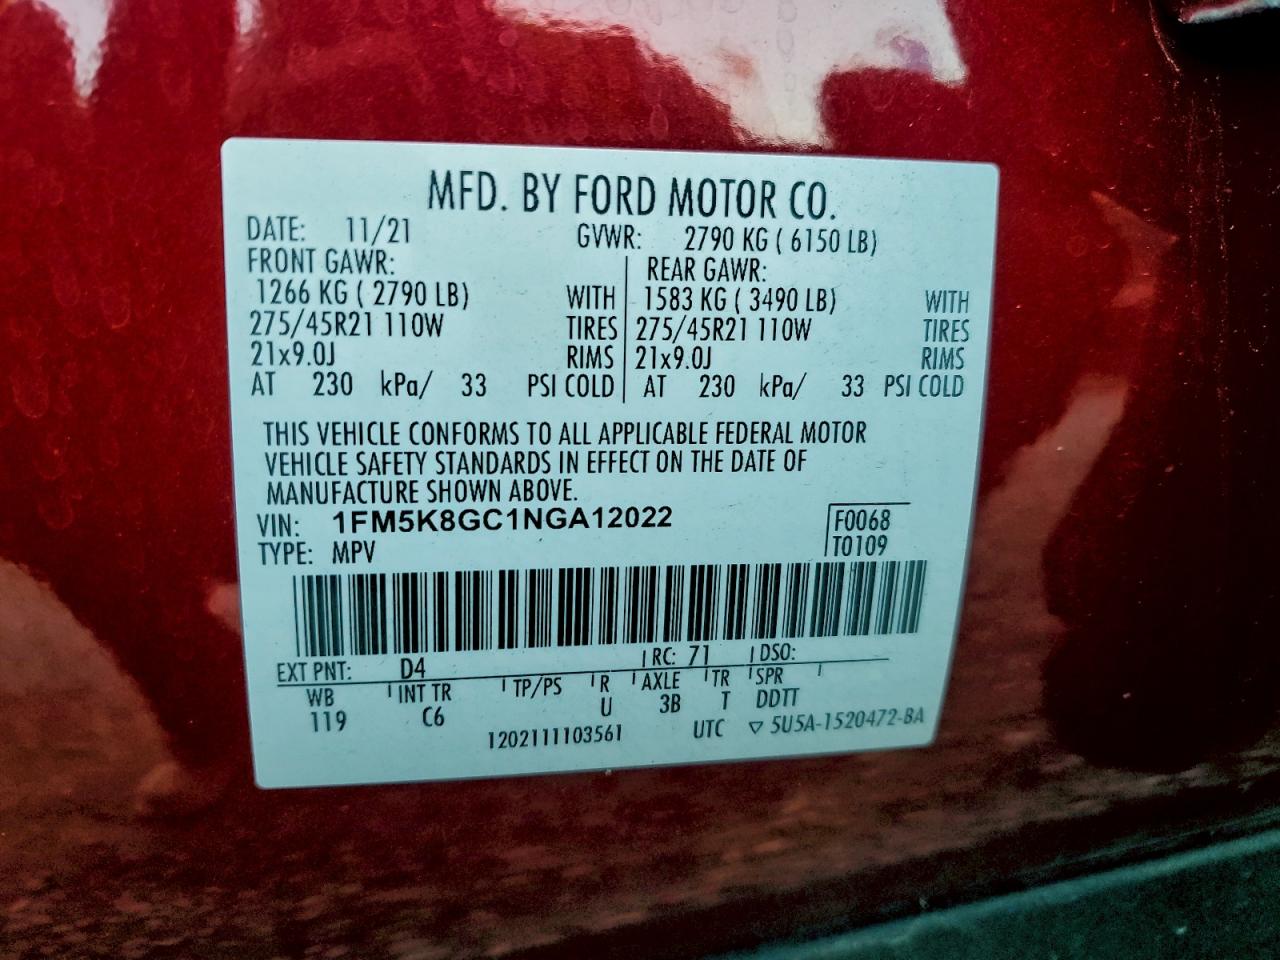 MFD. BY FORD MOTOR CO.
DATE: 11/21 GVWR: 2790 KG ( 6150 LB)
FRONT GAWR: REAR GAWR:
1266 KG ( 2790 LB) WITH 1583 KG ( 3490 LB) WITH
275/45R21 110W TIRES 275/45R21 110W TIRES
21x9.0J RIMS 21x9.0J RIMS
AT 230 kPa/ 33 PSI COLD AT 230 kPa/ 33 PSI COLD
THIS VEHICLE CONFORMS TO ALL APPLICABLE FEDERAL MOTOR
VEHICLE SAFETY STANDARDS IN EFFECT ON THE DATE OF
MANUFACTURE SHOWN ABOVE.
VIN: 1FM5K8GC1NGA12022 F0068
TYPE: MPV T0109
EXT PNT: D4 RC: 71 DSO:
WB INT TR TP/PS R AXLE TR SPR
119 C6 U 3B T DDTT
1202111103561 UTC ▽ 5U5A-1520472-BA